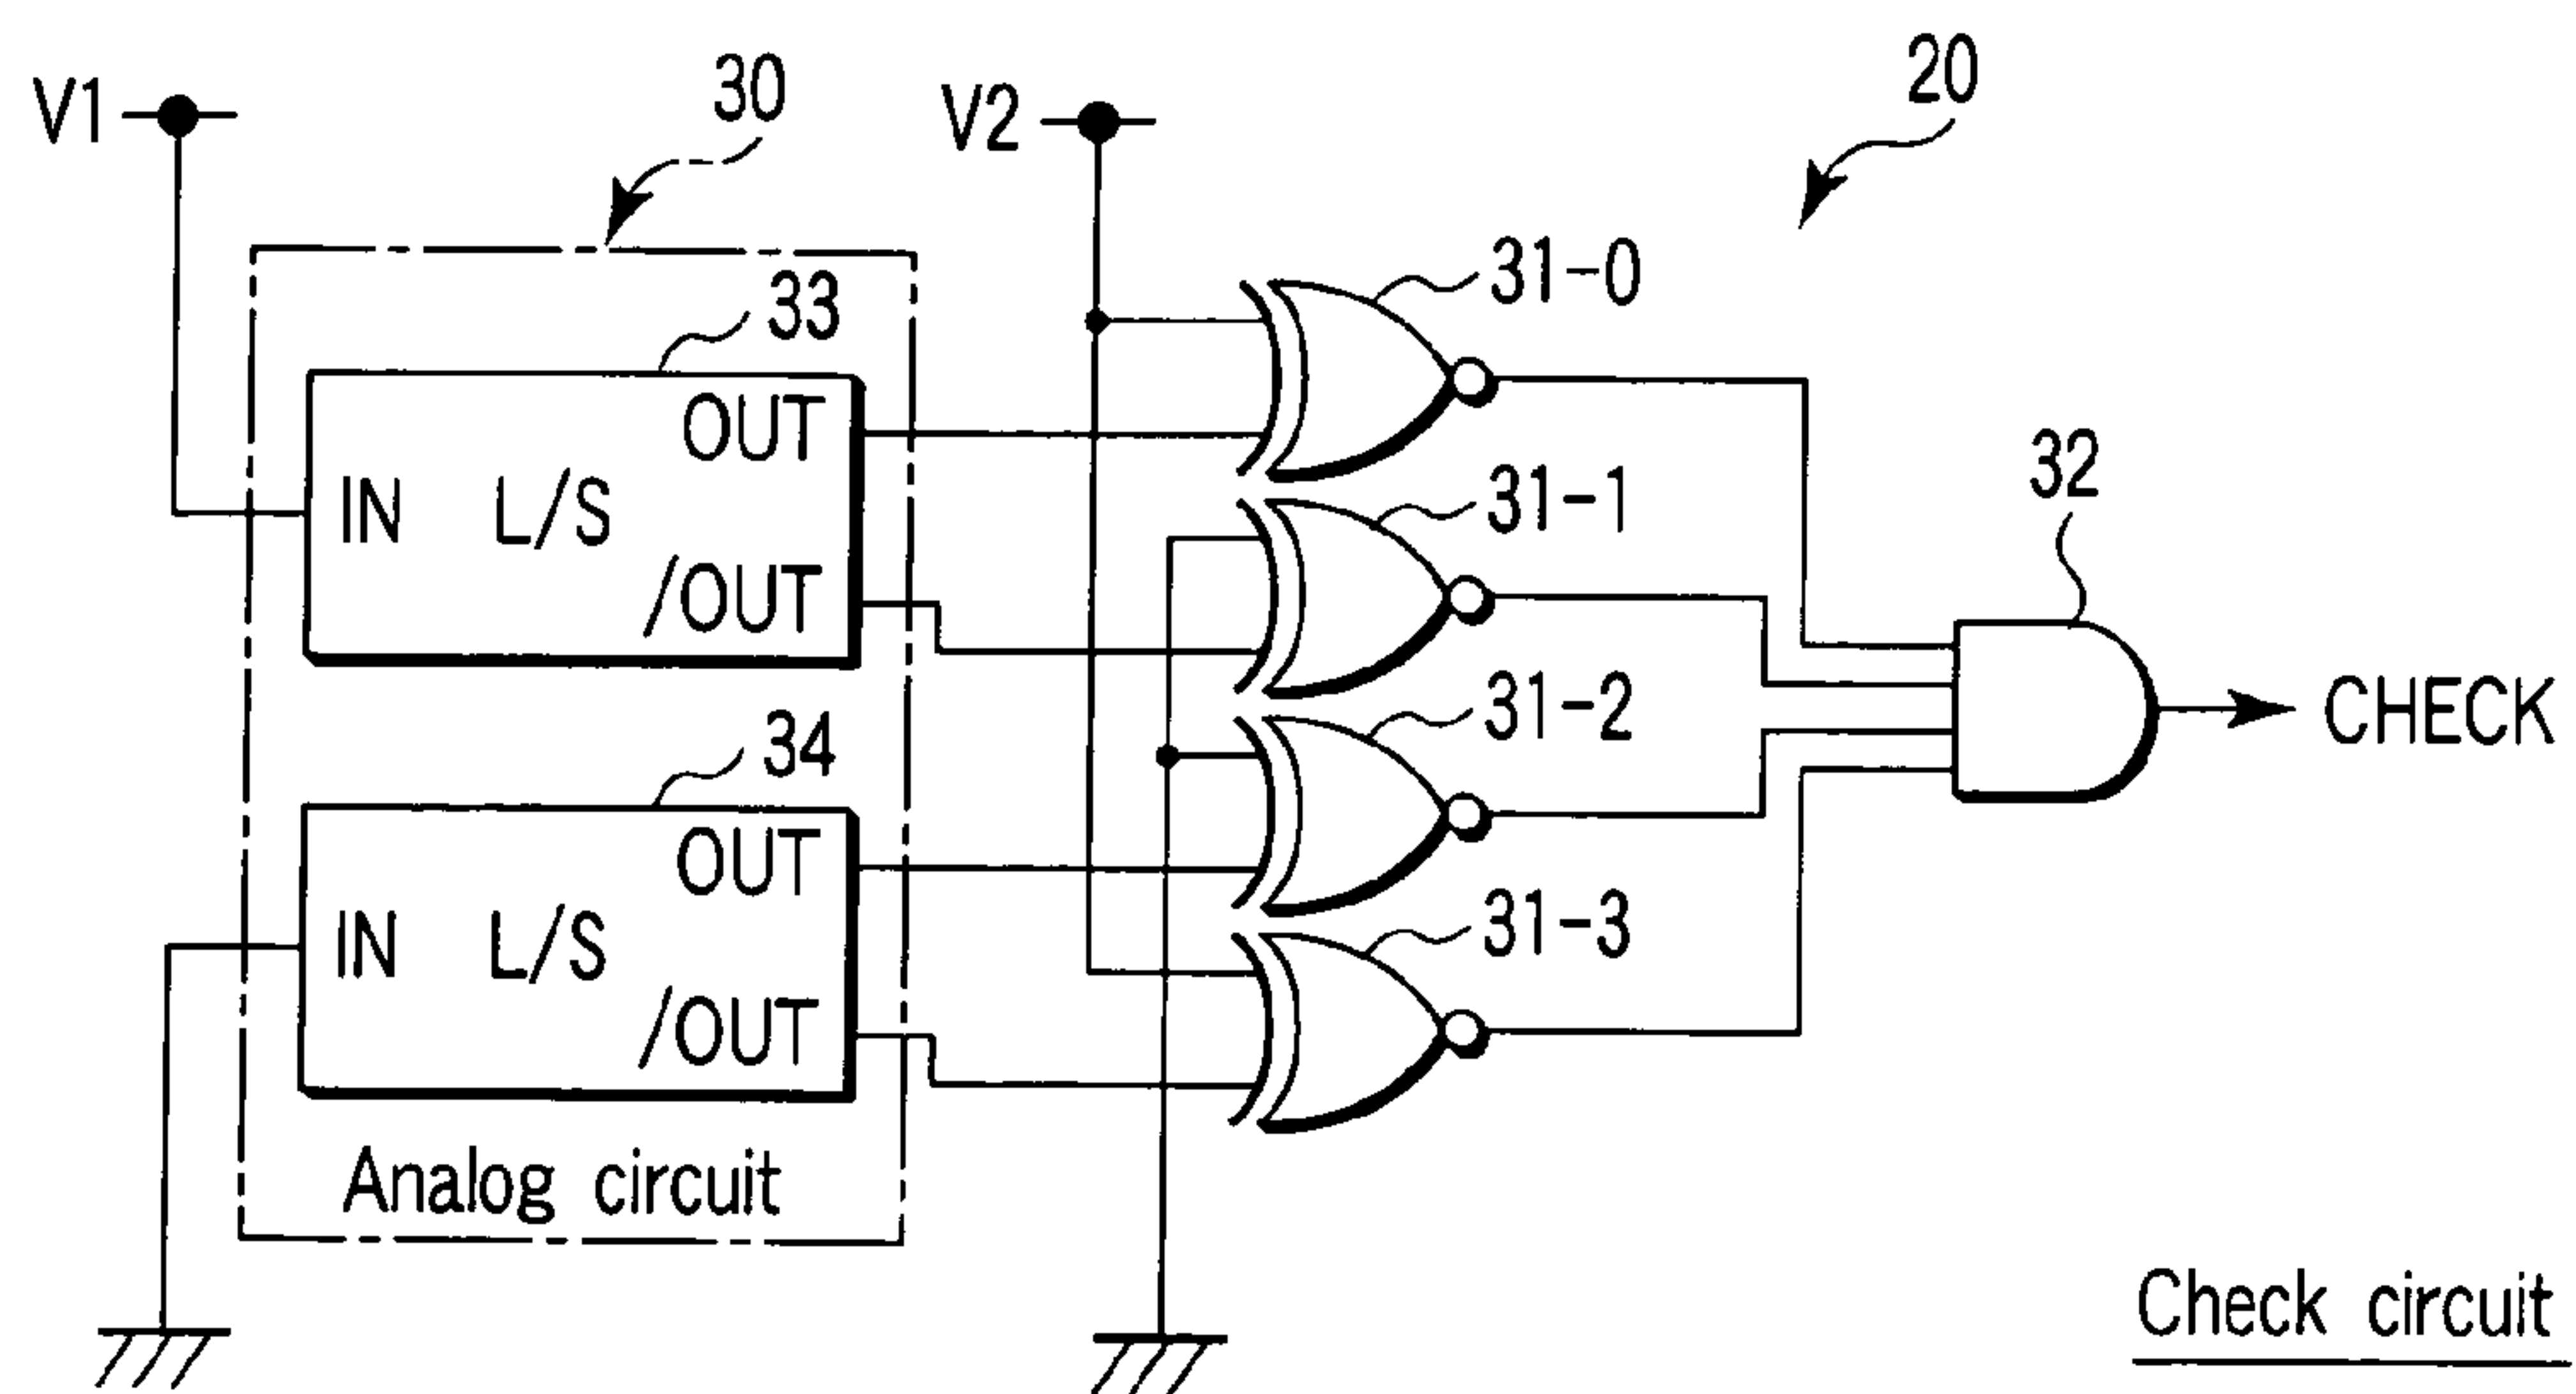 V1
30
V2
20
33
31-0
OUT
IN L/S
/OUT
31-1
32
31-2
34
OUT
CHECK
IN L/S
/OUT
31-3
Analog circuit
Check circuit